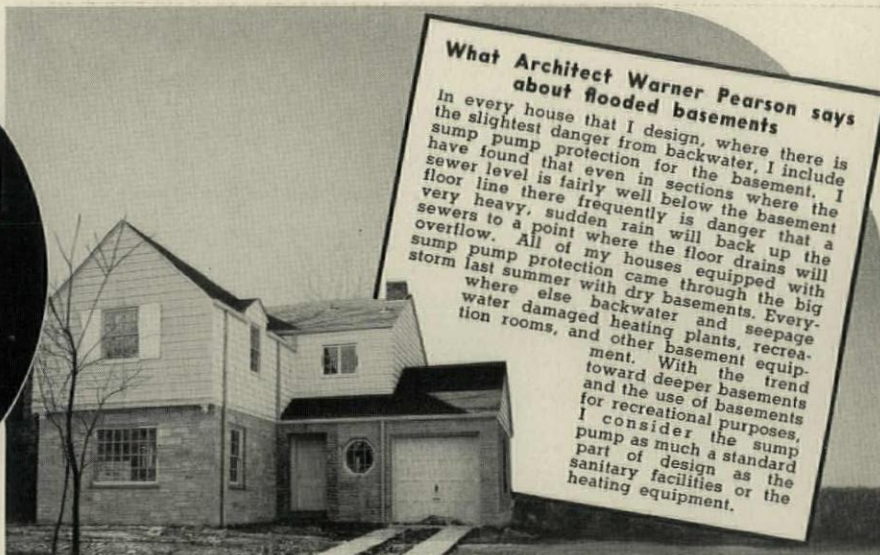 What Architect Warner Pearson says
about flooded basements
In every house that I design, where there is
the slightest danger from backwater, I include
sump pump protection for the basement. I
have found that even in sections where the
sewer level is fairly well below the basement
floor line there frequently is danger that a
very heavy, sudden rain will back up the
sewers to a point where the floor drains will
overflow. All of my houses equipped with
sump pump protection came through the big
storm last summer with dry basements. Every-
where else backwater and seepage
water damaged heating plants, recrea-
tion rooms, and other basement equip-
ment. With the trend
toward deeper basements
and the use of basements
for recreational purposes,
I consider the sump
pump as much a standard
part of design as the
sanitary facilities or the
heating equipment.